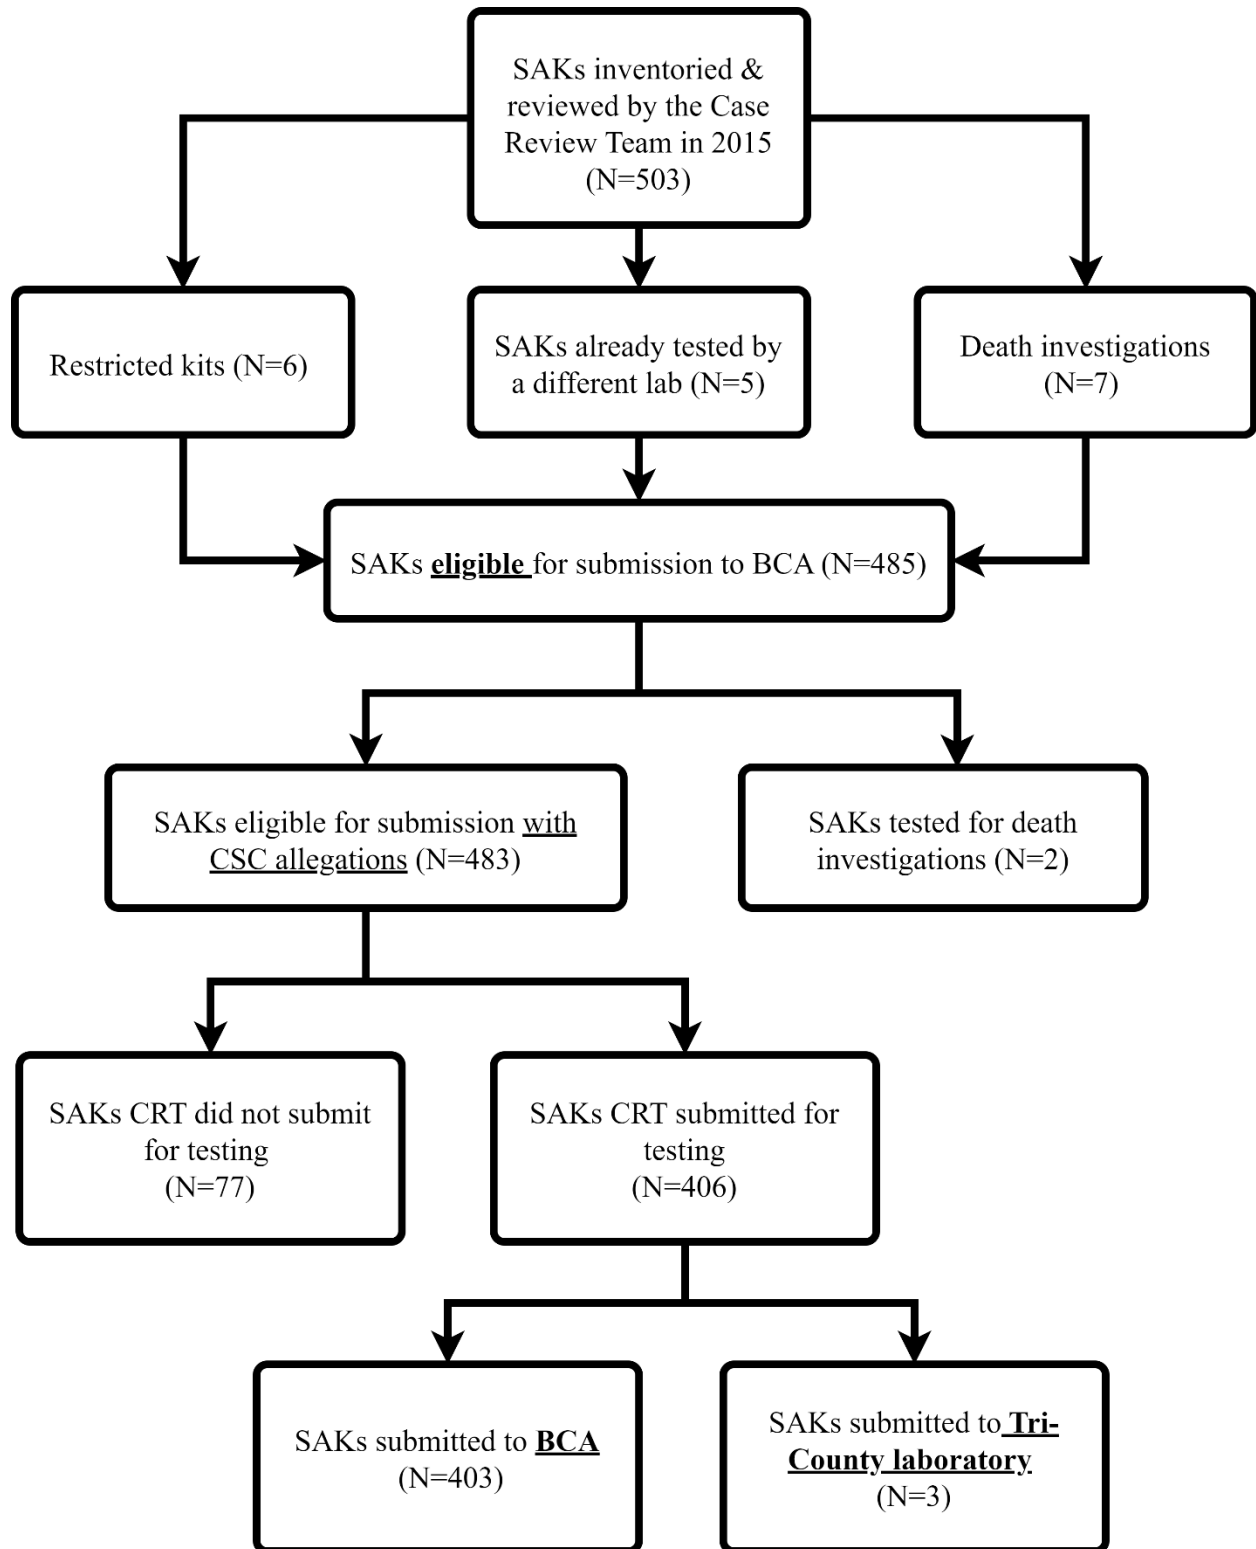 SAKs inventoried &
reviewed by the Case
Review Team in 2015
(N=503)
Restricted kits (N=6)
SAKs already tested by
a different lab (N=5)
Death investigations
(N=7)
SAKs eligible for submission to BCA (N=485)
SAKs eligible for submission with
CSC allegations (N=483)
SAKs tested for death
investigations (N=2)
SAKs CRT did not submit
for testing
(N=77)
SAKs CRT submitted for
testing
(N=406)
SAKs submitted to BCA
(N=403)
SAKs submitted to Tri-
County laboratory
(N=3)